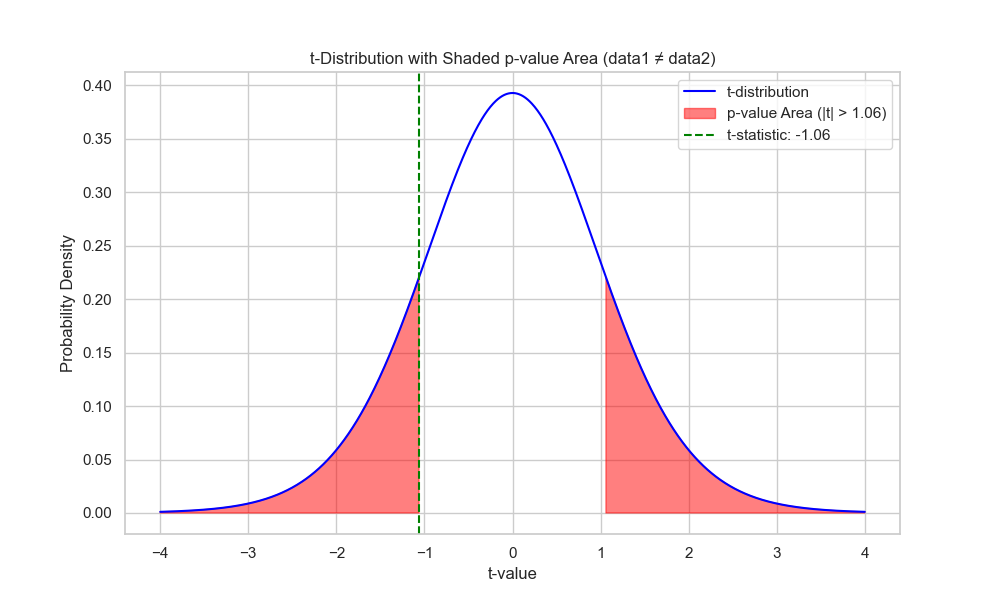 t-Distribution with Shaded p-value Area (data1 ≠ data2)
t-distribution
p-value Area (|t| > 1.06)
t-statistic: -1.06
Probability Density
0.40
0.35
0.30
0.25
0.20
0.15
0.10
0.05
0.00
−4 −3 −2 −1 0 1 2 3 4
t-value